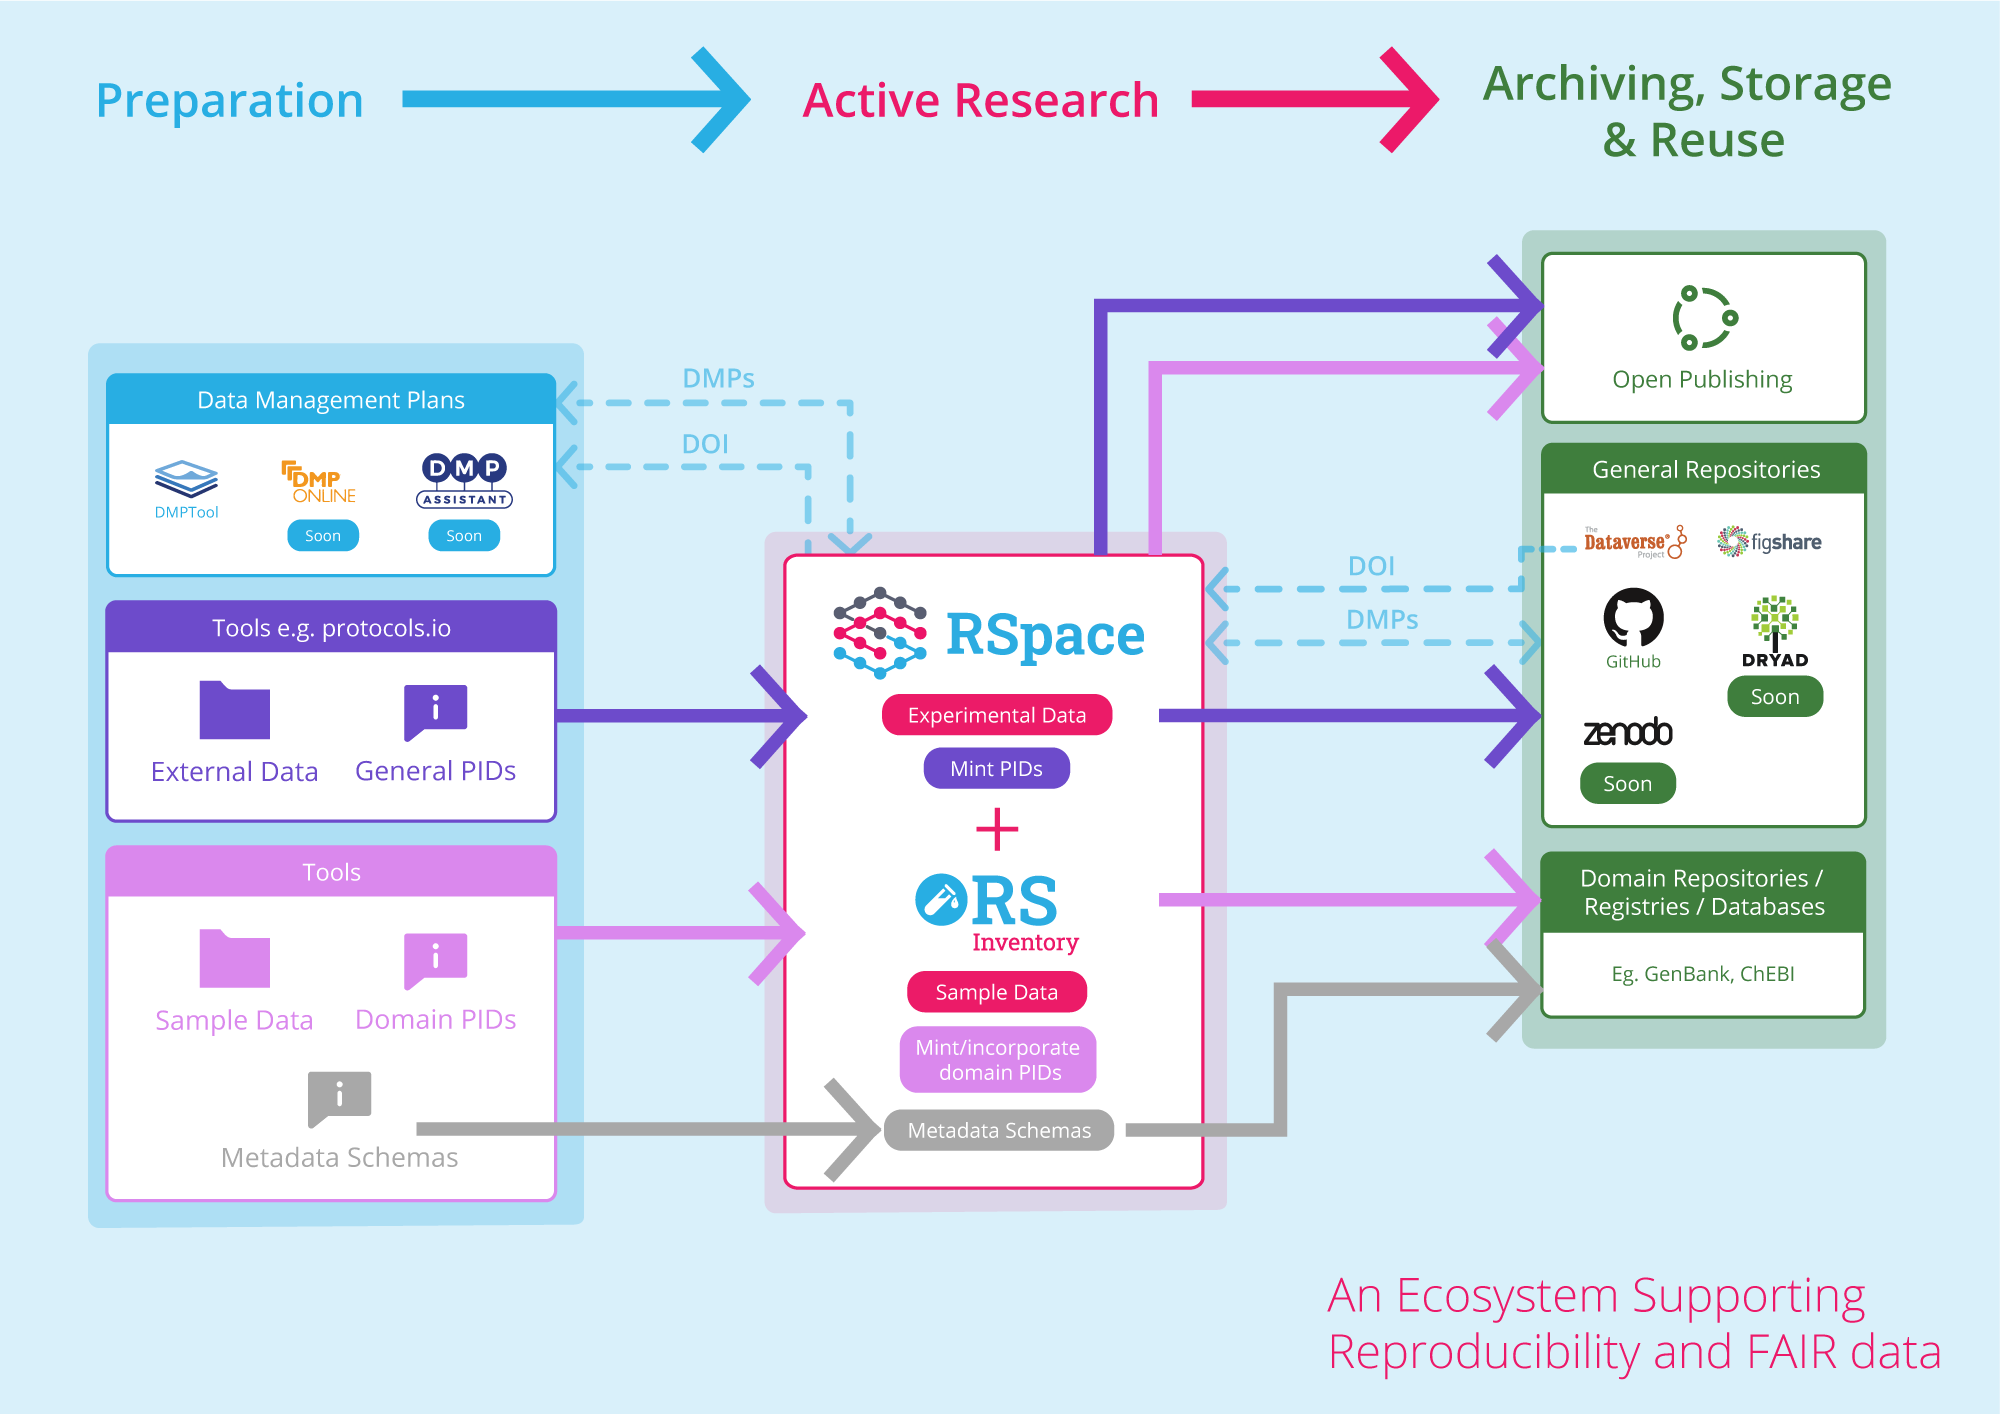 Preparation
Active Research
Archiving, Storage
& Reuse
Data Management Plans
DMPTool
DMP
ONLINE
Soon
DMP
ASSISTANT
Soon
Tools e.g. protocols.io
External Data
General PIDs
Tools
Sample Data
Domain PIDs
Metadata Schemas
DMPs
DOI
RSpace
Experimental Data
Mint PIDs
+
RS
Inventory
Sample Data
Mint/incorporate
domain PIDs
Metadata Schemas
DOI
DMPs
Open Publishing
General Repositories
The
Dataverse®
Project
figshare
GitHub
DRYAD
Soon
zenodo
Soon
Domain Repositories /
Registries / Databases
Eg. GenBank, ChEBI
An Ecosystem Supporting
Reproducibility and FAIR data